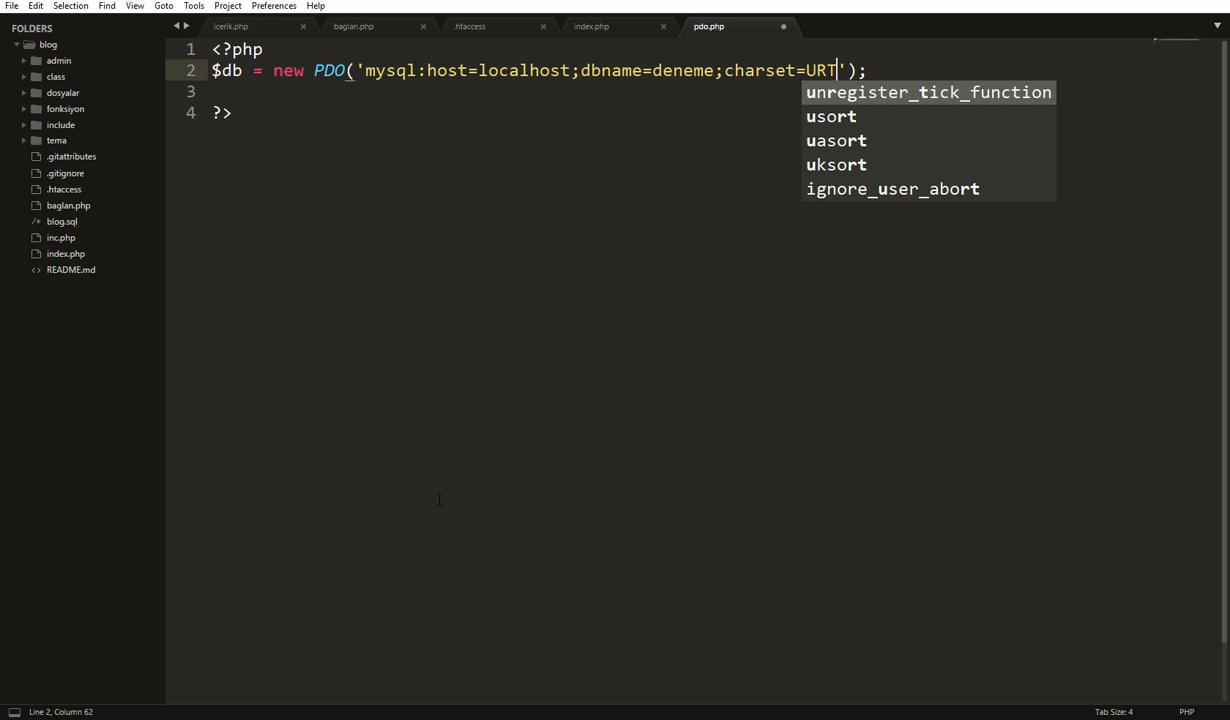 File Edit Selection Find View Goto Tools Project Preferences Help
FOLDERS
blog
admin
class
dosyalar
fonksiyon
include
tema
.gitattributes
.gitignore
.htaccess
baglan.php
blog.sql
inc.php
index.php
README.md
icerik.php baglan.php .htaccess index.php pdo.php
1 <?php
2 $db = new PDO('mysql:host=localhost;dbname=deneme;charset=URT');
3
4 ?>
unregister_tick_function
usort
uasort
uksort
ignore_user_abort
Line 2, Column 62 Tab Size: 4 PHP